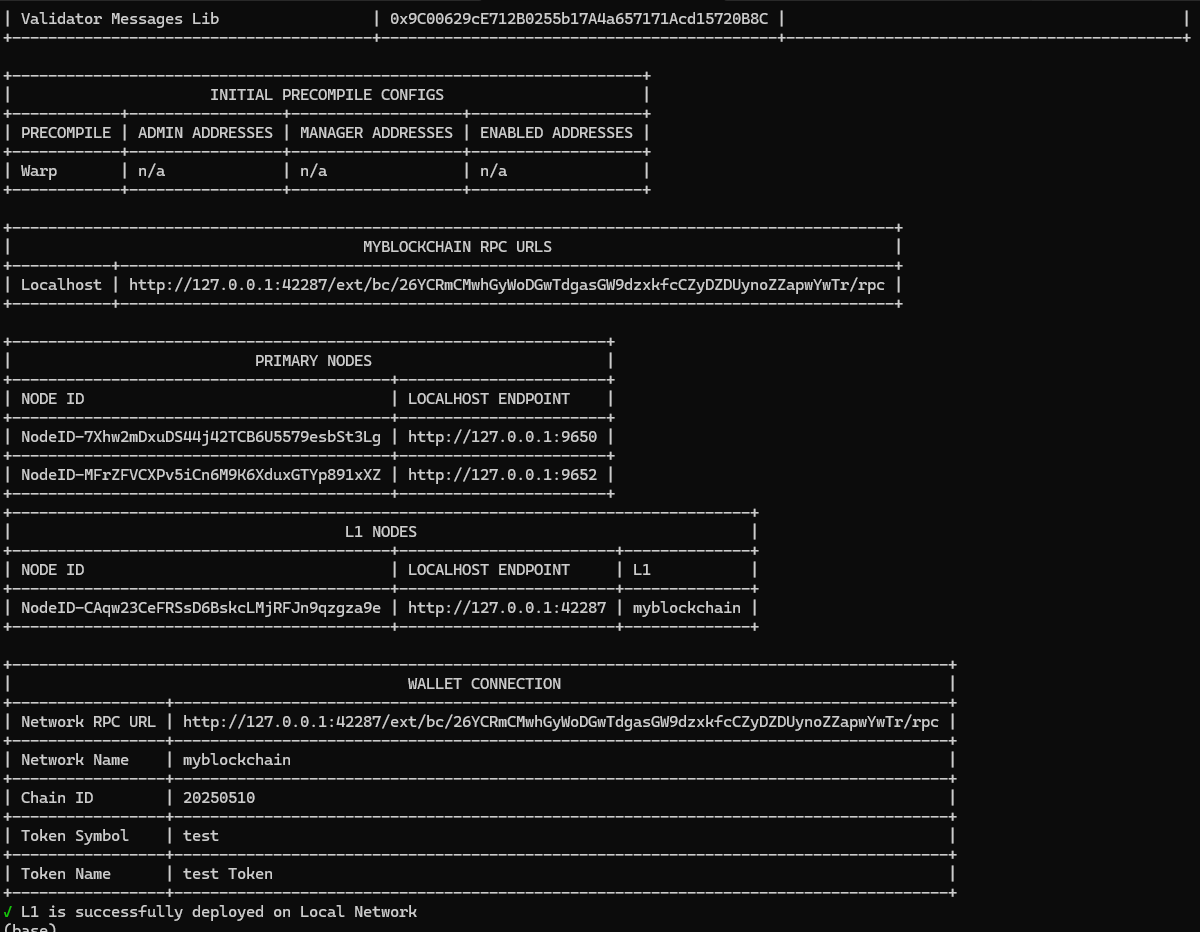 Validator Messages Lib | 0x9C00629cE712B0255b17A4a657171Acd15720B8C
INITIAL PRECOMPILE CONFIGS
PRECOMPILE | ADMIN ADDRESSES | MANAGER ADDRESSES | ENABLED ADDRESSES
Warp | n/a | n/a | n/a
MYBLOCKCHAIN RPC URLS
Localhost | http://127.0.0.1:42287/ext/bc/26YCRmCMwhGyWoDGwTdgasGW9dzxkfcCZyDZDUynoZZapwYwTr/rpc
PRIMARY NODES
NODE ID | LOCALHOST ENDPOINT
NodeID-7Xhw2mDxuDS44j42TCB6U5579esbSt3Lg | http://127.0.0.1:9650
NodeID-MFrZFVCXPv5iCn6M9K6XduxGTYp891xXZ | http://127.0.0.1:9652
L1 NODES
NODE ID | LOCALHOST ENDPOINT | L1
NodeID-CAqw23CeFRSsD6BskcLMjRFJn9qzgza9e | http://127.0.0.1:42287 | myblockchain
WALLET CONNECTION
Network RPC URL | http://127.0.0.1:42287/ext/bc/26YCRmCMwhGyWoDGwTdgasGW9dzxkfcCZyDZDUynoZZapwYwTr/rpc
Network Name | myblockchain
Chain ID | 20250510
Token Symbol | test
Token Name | test Token
✓ L1 is successfully deployed on Local Network
(base)